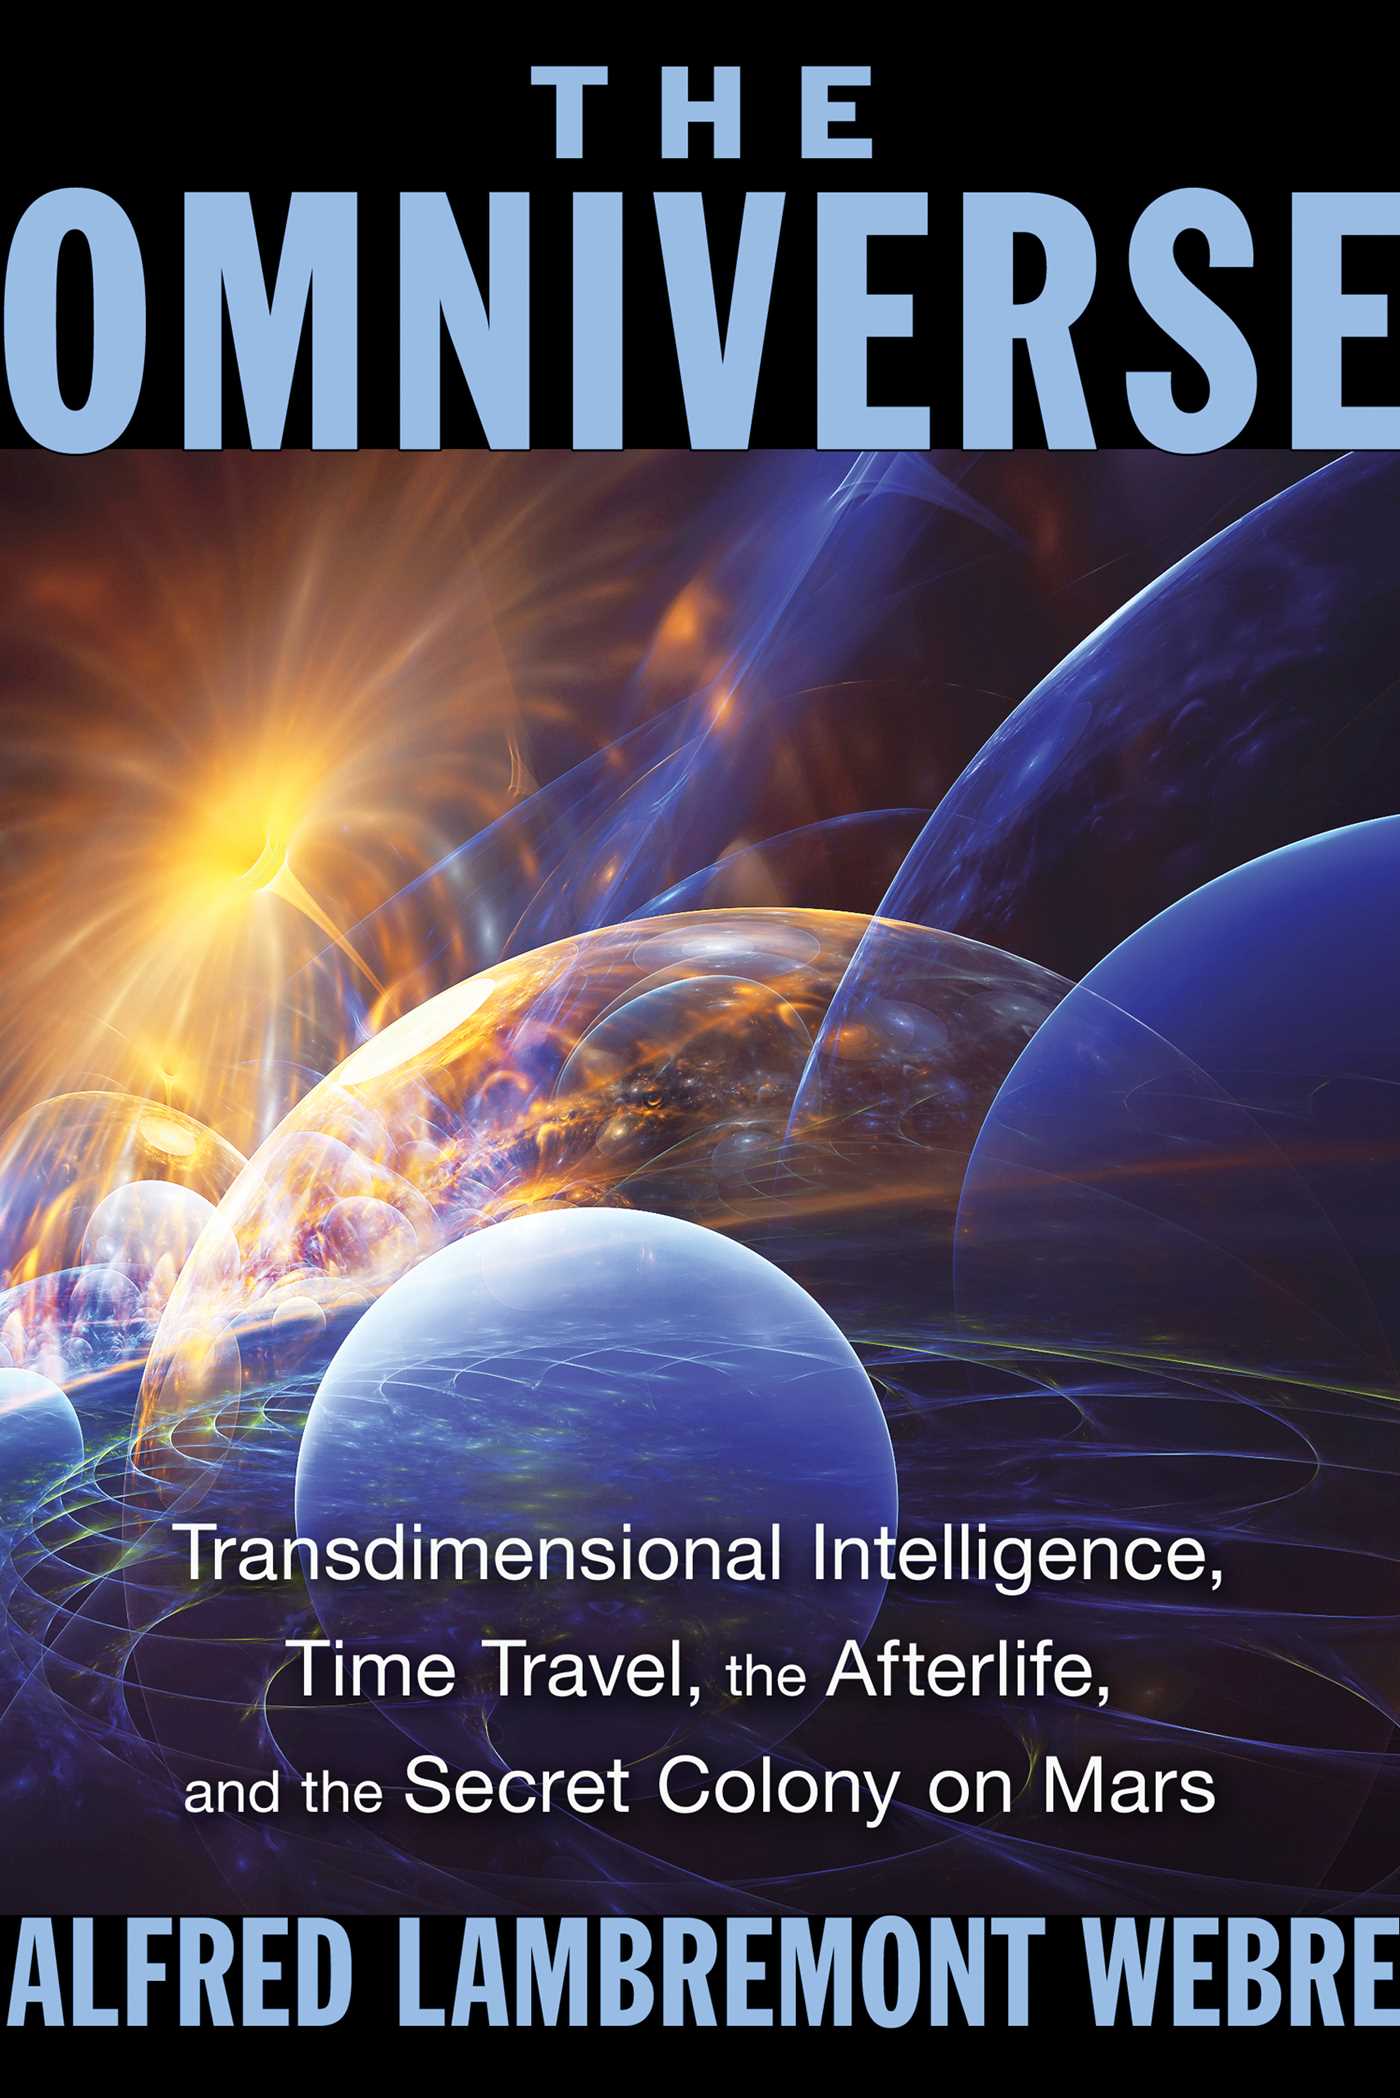 THE
OMNIVERSE
Transdimensional Intelligence,
Time Travel, the Afterlife,
and the Secret Colony on Mars
ALFRED LAMBREMONT WEBRE